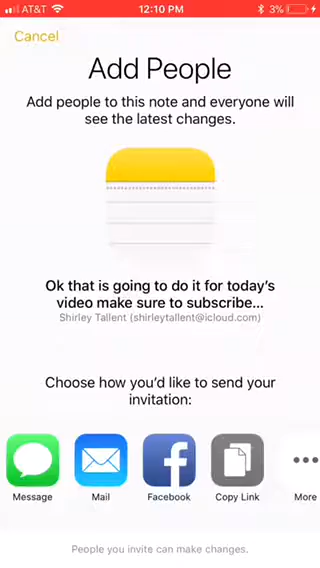 AT&T 12:10 PM 3%
Cancel
Add People
Add people to this note and everyone will
see the latest changes.
Ok that is going to do it for today's
video make sure to subscribe...
Shirley Tallent (shirleytallent@icloud.com)
Choose how you'd like to send your
invitation:
Message Mail Facebook Copy Link More
People you invite can make changes.